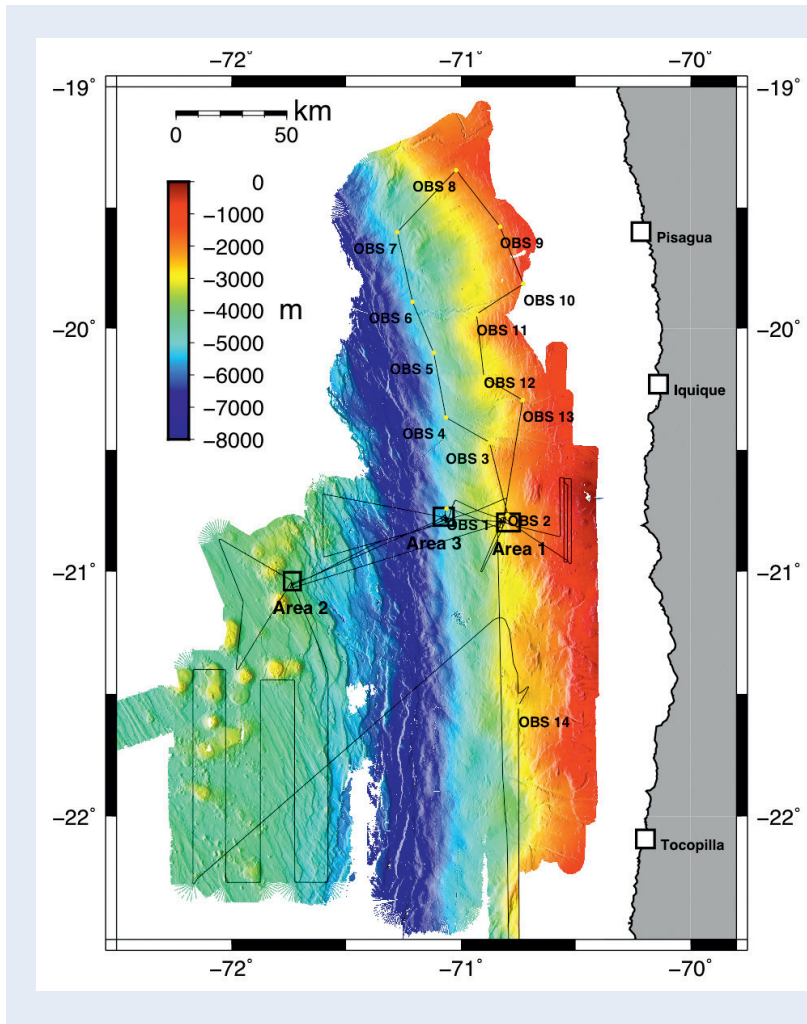 −72˚ −71˚ −70˚
−19˚ −19˚
km
0 50
0
−1000
−2000
−3000
−4000
−5000
−6000
−7000
−8000
m
OBS 8
OBS 9
OBS 7
Pisagua
OBS 10
OBS 6
OBS 11
−20˚ −20˚
OBS 5
OBS 12
Iquique
OBS 13
OBS 4
OBS 3
OBS 1
OBS 2
Area 3
Area 1
−21˚ −21˚
Area 2
OBS 14
−22˚ −22˚
Tocopilla
−72˚ −71˚ −70˚